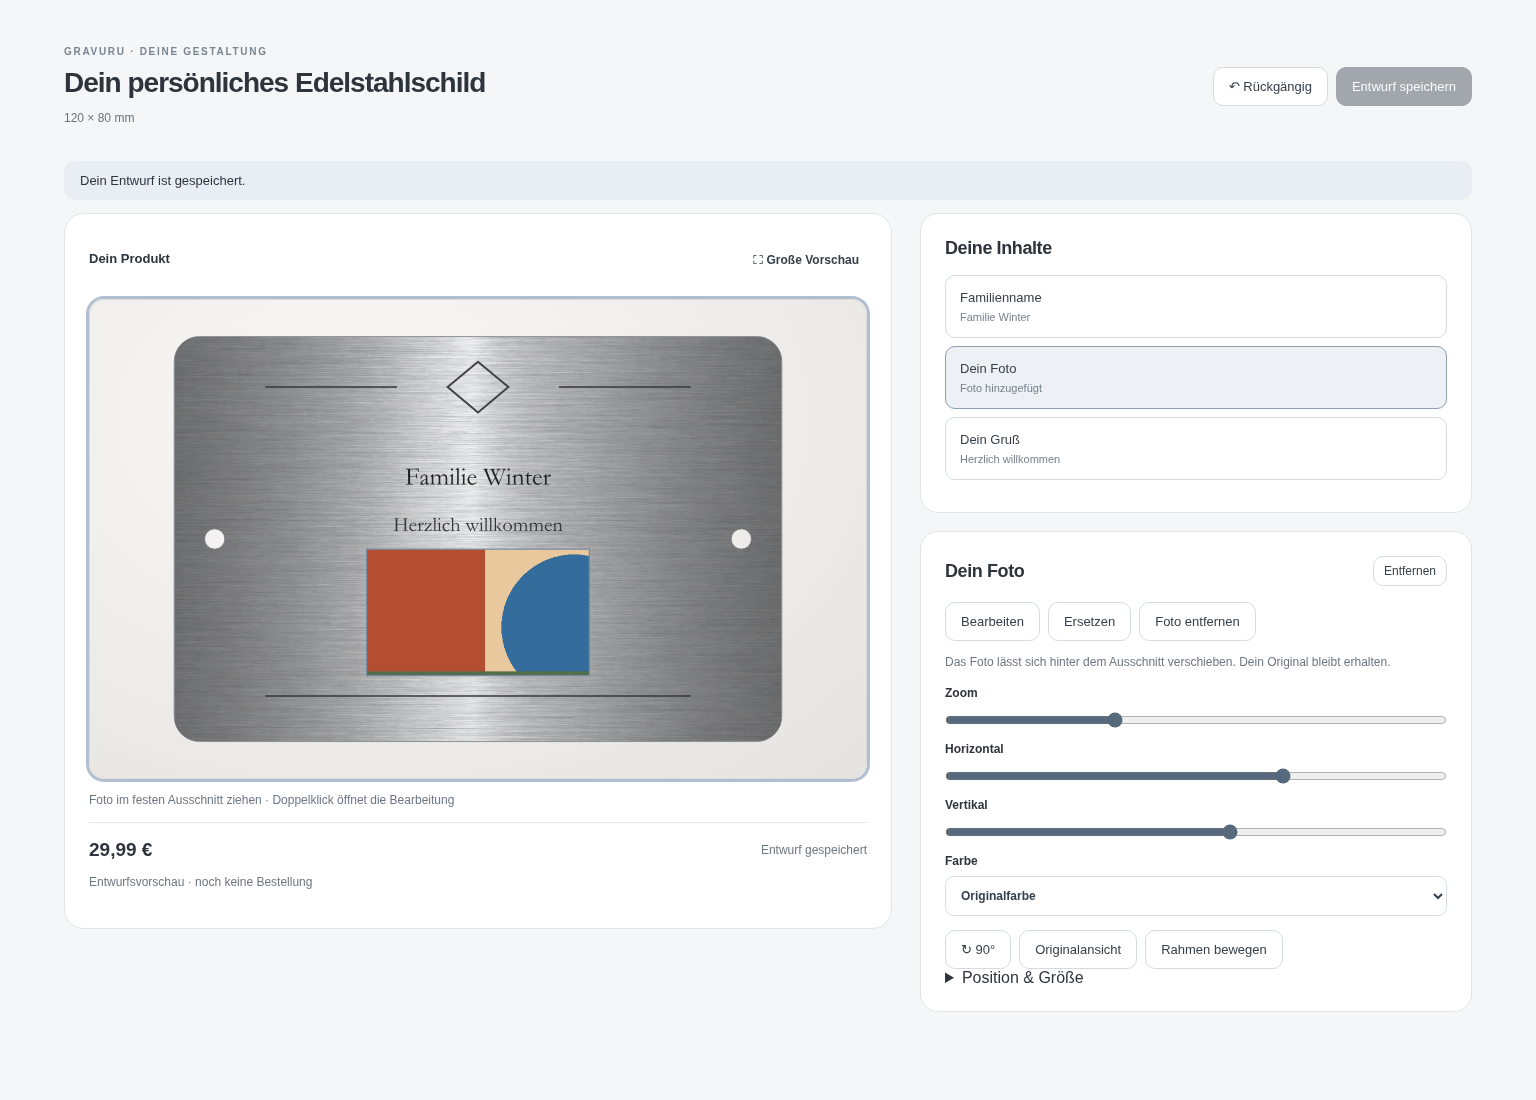 GRAVURU · DEINE GESTALTUNG
Dein persönliches Edelstahlschild
120 × 80 mm
↶ Rückgängig
Entwurf speichern
Dein Entwurf ist gespeichert.
Dein Produkt
⛶ Große Vorschau
Familie Winter
Herzlich willkommen
Foto im festen Ausschnitt ziehen · Doppelklick öffnet die Bearbeitung
29,99 €
Entwurf gespeichert
Entwurfsvorschau · noch keine Bestellung
Deine Inhalte
Familienname
Familie Winter
Dein Foto
Foto hinzugefügt
Dein Gruß
Herzlich willkommen
Dein Foto
Entfernen
Bearbeiten
Ersetzen
Foto entfernen
Das Foto lässt sich hinter dem Ausschnitt verschieben. Dein Original bleibt erhalten.
Zoom
Horizontal
Vertikal
Farbe
Originalfarbe
↻ 90°
Originalansicht
Rahmen bewegen
Position & Größe